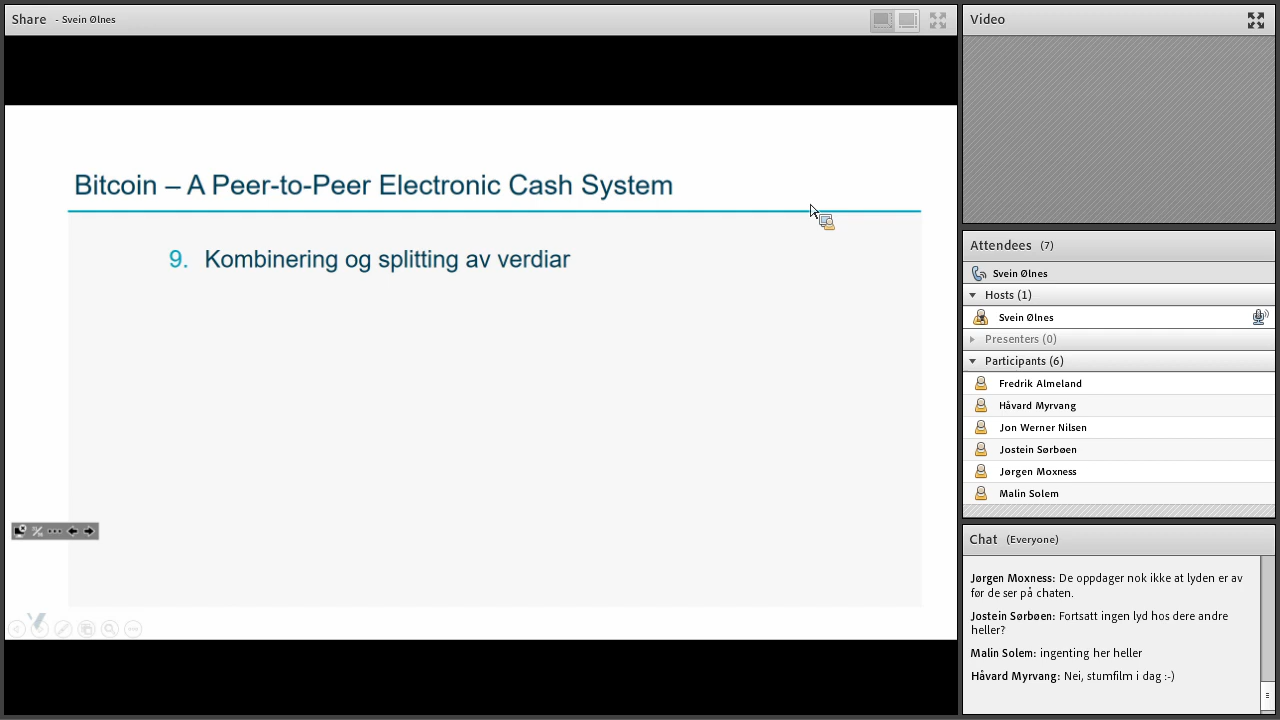 Share - Svein Ølnes
Bitcoin – A Peer-to-Peer Electronic Cash System
9. Kombinering og splitting av verdiar
Video
Attendees (7)
Svein Ølnes
Hosts (1)
Svein Ølnes
Presenters (0)
Participants (6)
Fredrik Almeland
Håvard Myrvang
Jon Werner Nilsen
Jostein Sørbøen
Jørgen Moxness
Malin Solem
Chat (Everyone)
Jørgen Moxness: De oppdager nok ikke at lyden er av
før de ser på chaten.
Jostein Sørbøen: Fortsatt ingen lyd hos dere andre
heller?
Malin Solem: ingenting her heller
Håvard Myrvang: Nei, stumfilm i dag :-)